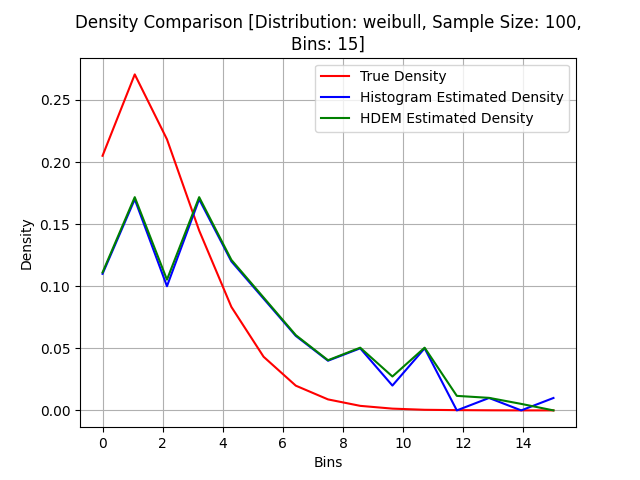 Density Comparison [Distribution: weibull, Sample Size: 100,
Bins: 15]
True Density
Histogram Estimated Density
HDEM Estimated Density
Density
0.25
0.20
0.15
0.10
0.05
0.00
0 2 4 6 8 10 12 14
Bins